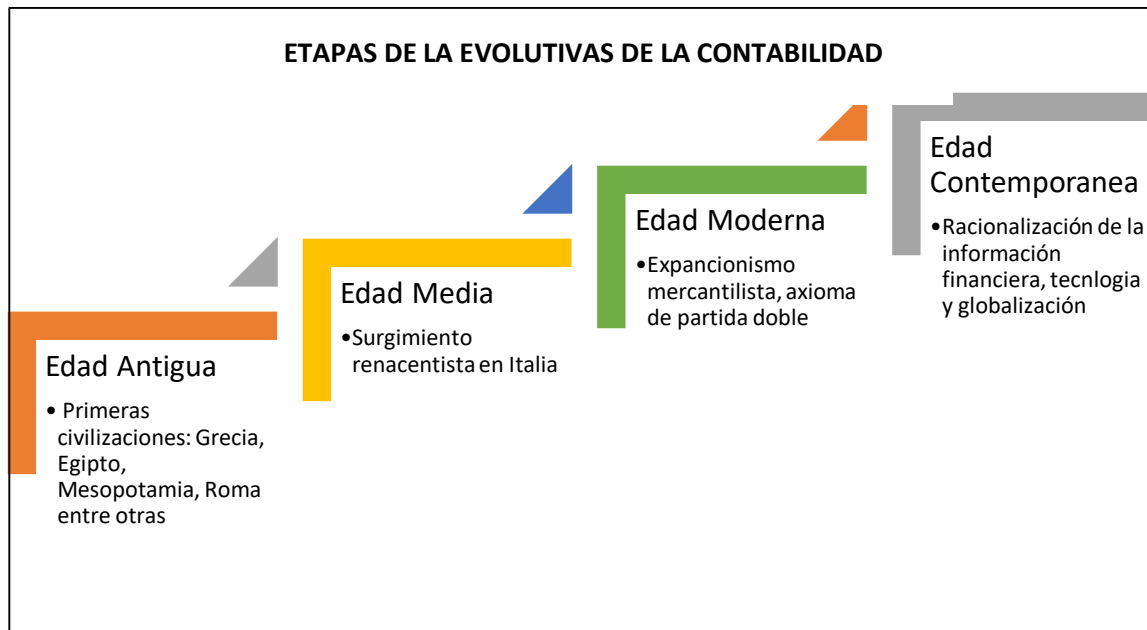 ETAPAS DE LA EVOLUTIVAS DE LA CONTABILIDAD
Edad Antigua
• Primeras
civilizaciones: Grecia,
Egipto,
Mesopotamia, Roma
entre otras
Edad Media
•Surgimiento
renacentista en Italia
Edad Moderna
•Expancionismo
mercantilista, axioma
de partida doble
Edad
Contemporanea
•Racionalización de la
información
financiera, tecnlogia
y globalización